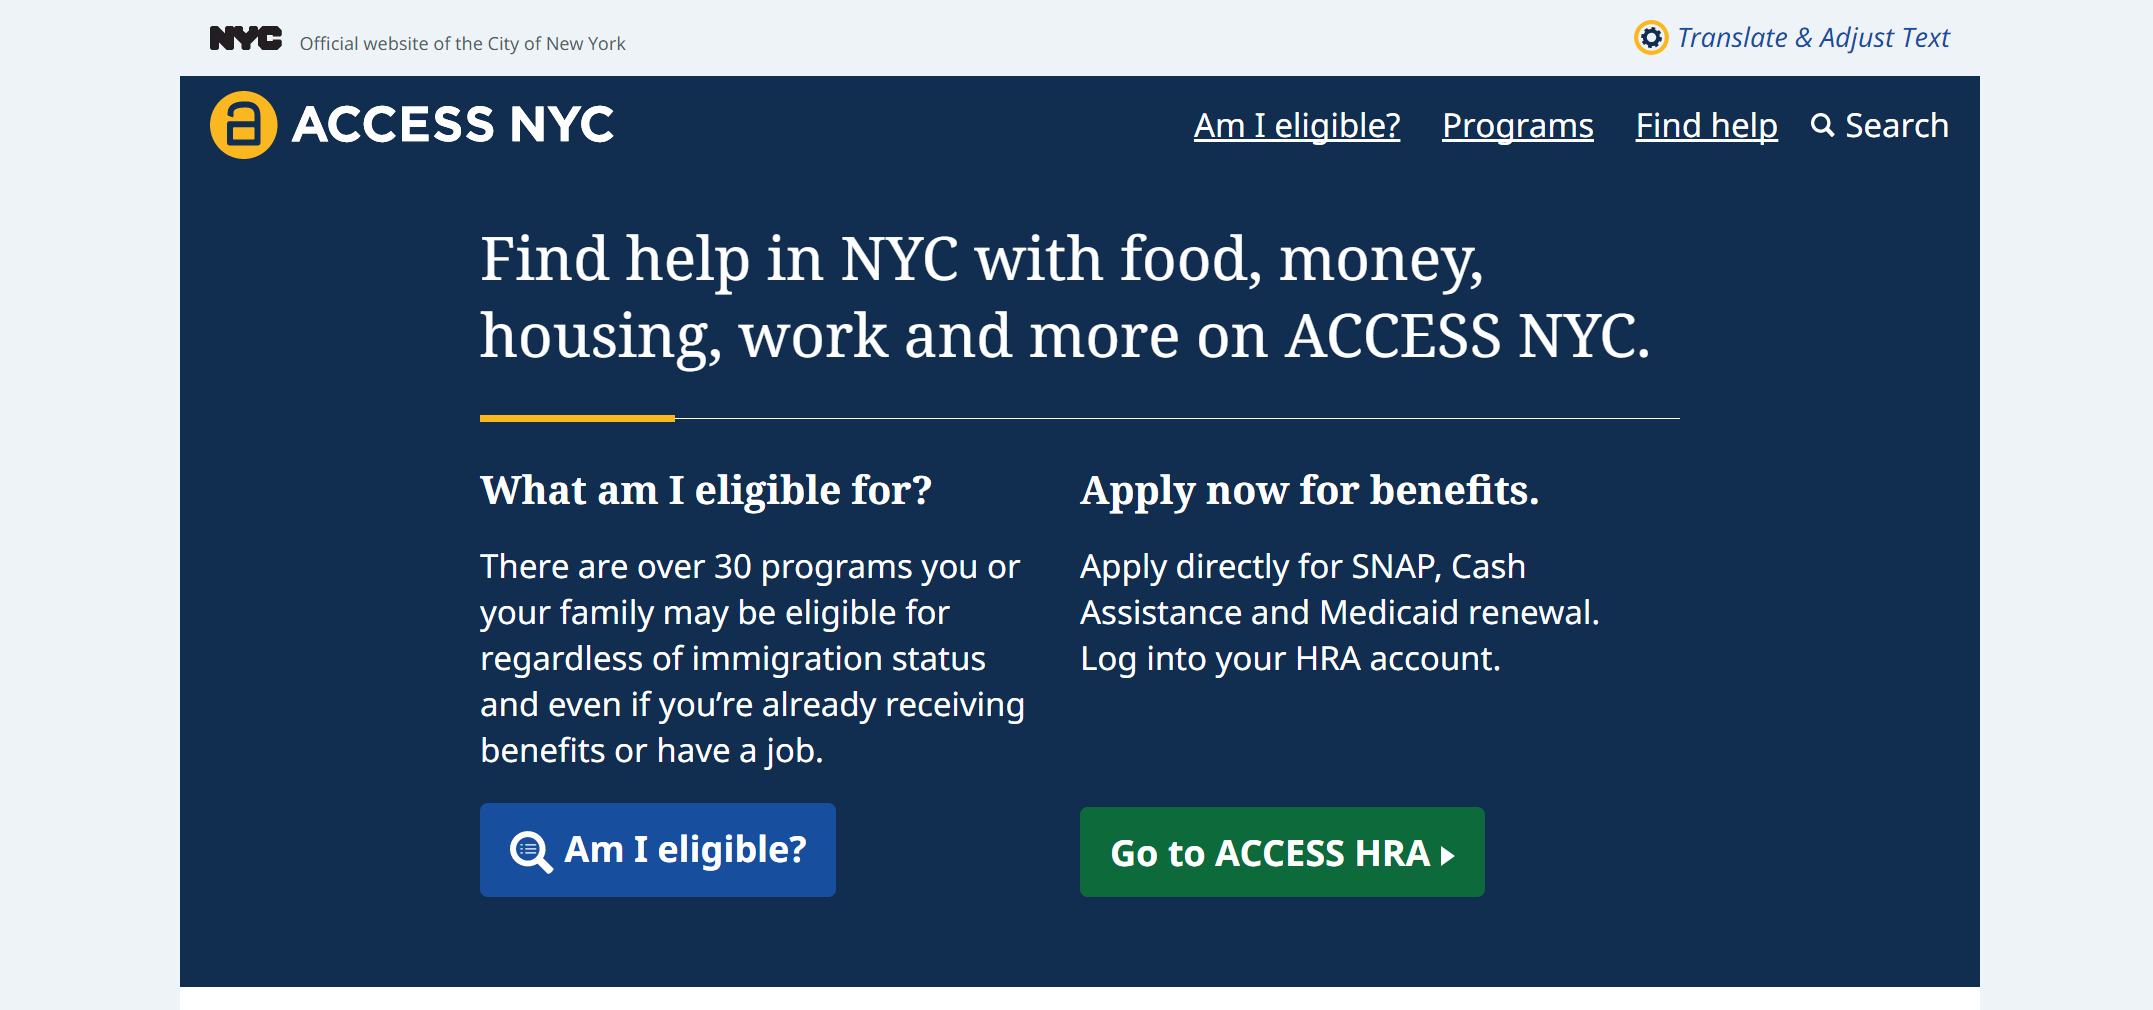 NYC Official website of the City of New York
Translate & Adjust Text
ACCESS NYC
Am I eligible? Programs Find help Search
Find help in NYC with food, money,
housing, work and more on ACCESS NYC.
What am I eligible for?
There are over 30 programs you or
your family may be eligible for
regardless of immigration status
and even if you’re already receiving
benefits or have a job.
Am I eligible?
Apply now for benefits.
Apply directly for SNAP, Cash
Assistance and Medicaid renewal.
Log into your HRA account.
Go to ACCESS HRA